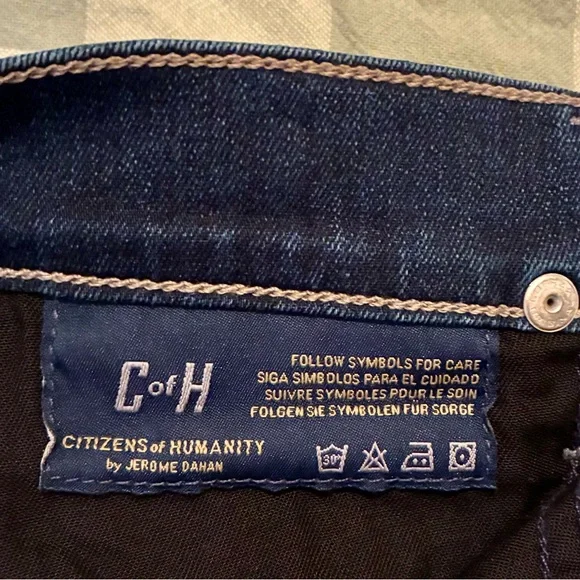 C of H
CITIZENS of HUMANITY
by JEROME DAHAN
FOLLOW SYMBOLS FOR CARE
SIGA SIMBOLOS PARA EL CUIDADO
SUIVRE SYMBOLES POUR LE SOIN
FOLGEN SIE SYMBOLEN FÜR SORGE
30°